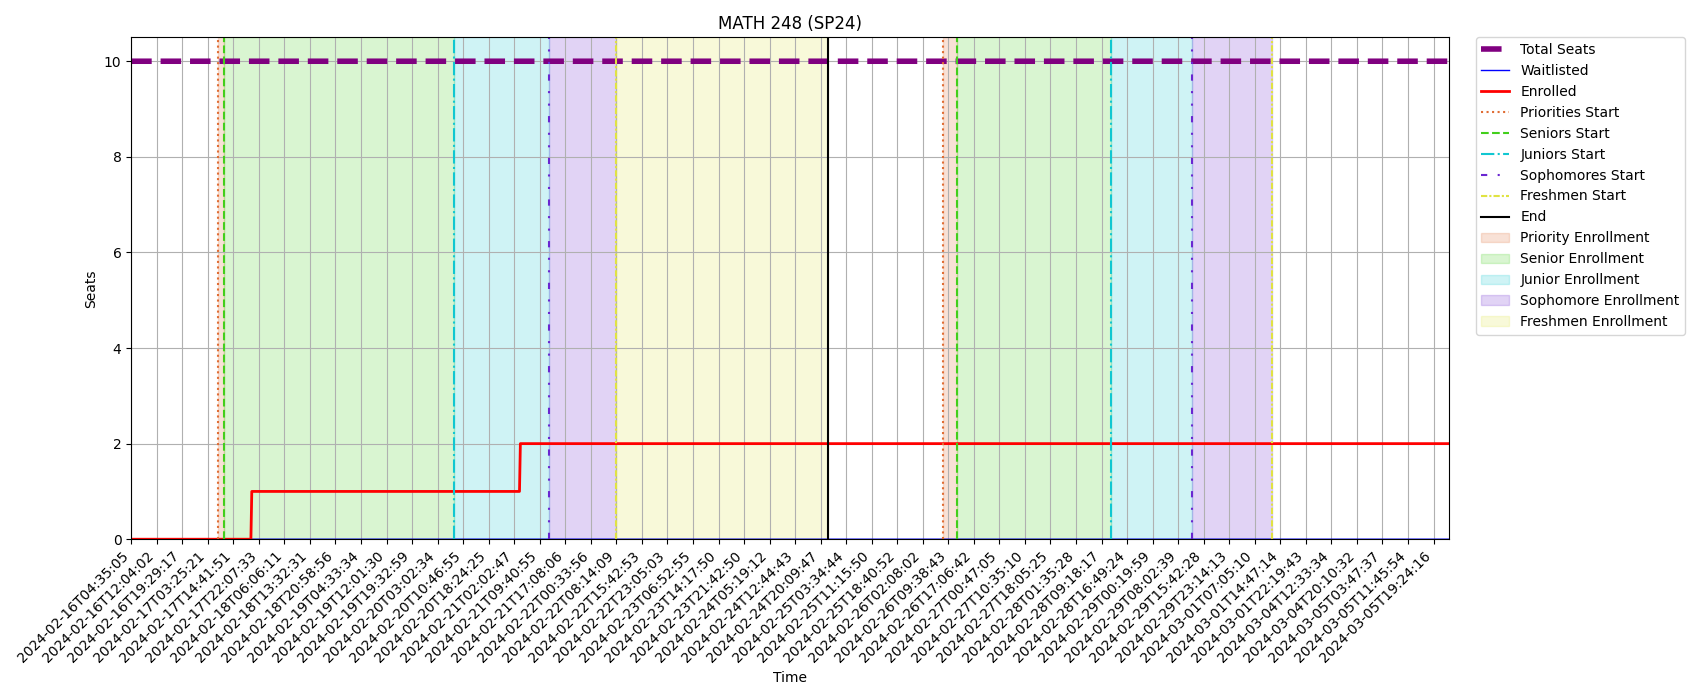 MATH 248 (SP24)
10
8
6
4
2
0
Seats
2024-02-16T04:35:05
2024-02-16T12:04:02
2024-02-16T19:29:17
2024-02-17T03:25:21
2024-02-17T14:41:51
2024-02-17T22:07:33
2024-02-18T06:06:11
2024-02-18T13:32:31
2024-02-18T20:58:56
2024-02-19T04:33:34
2024-02-19T12:01:30
2024-02-19T19:32:59
2024-02-20T03:02:34
2024-02-20T10:46:55
2024-02-20T18:24:25
2024-02-21T02:02:47
2024-02-21T09:40:55
2024-02-21T17:08:06
2024-02-22T00:33:56
2024-02-22T08:14:09
2024-02-22T15:42:53
2024-02-22T23:05:03
2024-02-23T06:52:55
2024-02-23T14:17:50
2024-02-23T21:42:50
2024-02-24T05:19:12
2024-02-24T12:44:43
2024-02-24T20:09:47
2024-02-25T03:34:44
2024-02-25T11:15:50
2024-02-25T18:40:52
2024-02-26T02:08:02
2024-02-26T09:38:43
2024-02-26T17:06:42
2024-02-27T00:47:05
2024-02-27T10:35:10
2024-02-27T18:05:25
2024-02-28T01:35:28
2024-02-28T09:18:17
2024-02-28T16:49:24
2024-02-29T00:19:59
2024-02-29T08:02:39
2024-02-29T15:42:28
2024-02-29T23:14:13
2024-03-01T07:05:10
2024-03-01T14:47:14
2024-03-01T22:19:43
2024-03-04T12:33:34
2024-03-04T20:10:32
2024-03-05T03:47:37
2024-03-05T11:45:54
2024-03-05T19:24:16
Time
Total Seats
Waitlisted
Enrolled
Priorities Start
Seniors Start
Juniors Start
Sophomores Start
Freshmen Start
End
Priority Enrollment
Senior Enrollment
Junior Enrollment
Sophomore Enrollment
Freshmen Enrollment